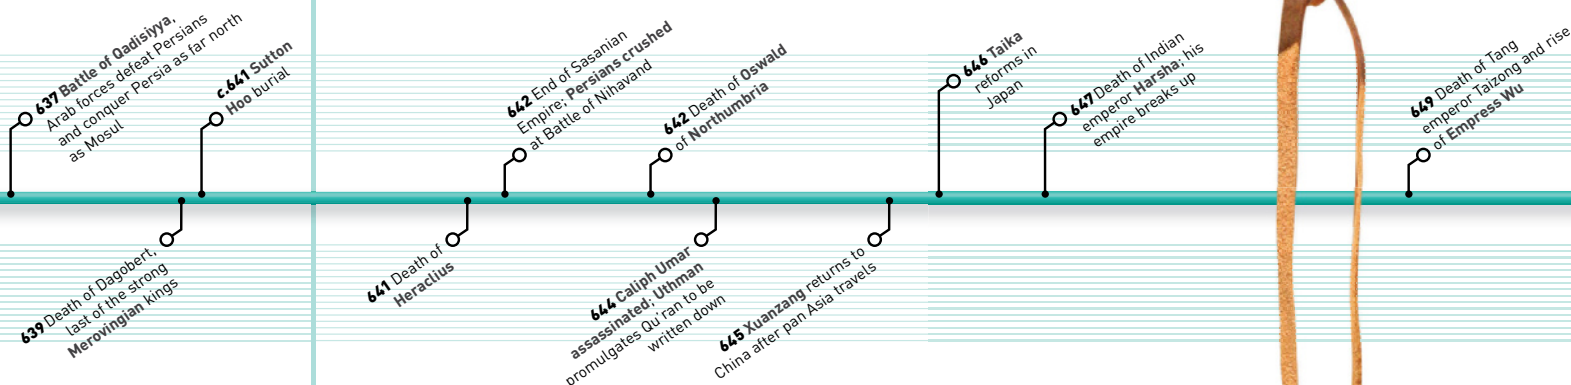 637 Battle of Qadisiyya,
Arab forces defeat Persians
and conquer Persia as far north
as Mosul
639 Death of Dagobert,
last of the strong
Merovingian kings
c.641 Sutton
Hoo burial
641 Death of
Heraclius
642 End of Sasanian
Empire; Persians crushed
at Battle of Nihavand
642 Death of Oswald
of Northumbria
644 Caliph Umar
assassinated; Uthman
promulgates Qu'ran to be
written down
645 Xuanzang returns to
China after pan Asia travels
646 Taika
reforms in
Japan
647 Death of Indian
emperor Harsha; his
empire breaks up
649 Death of Tang
emperor Taizong and rise
of Empress Wu